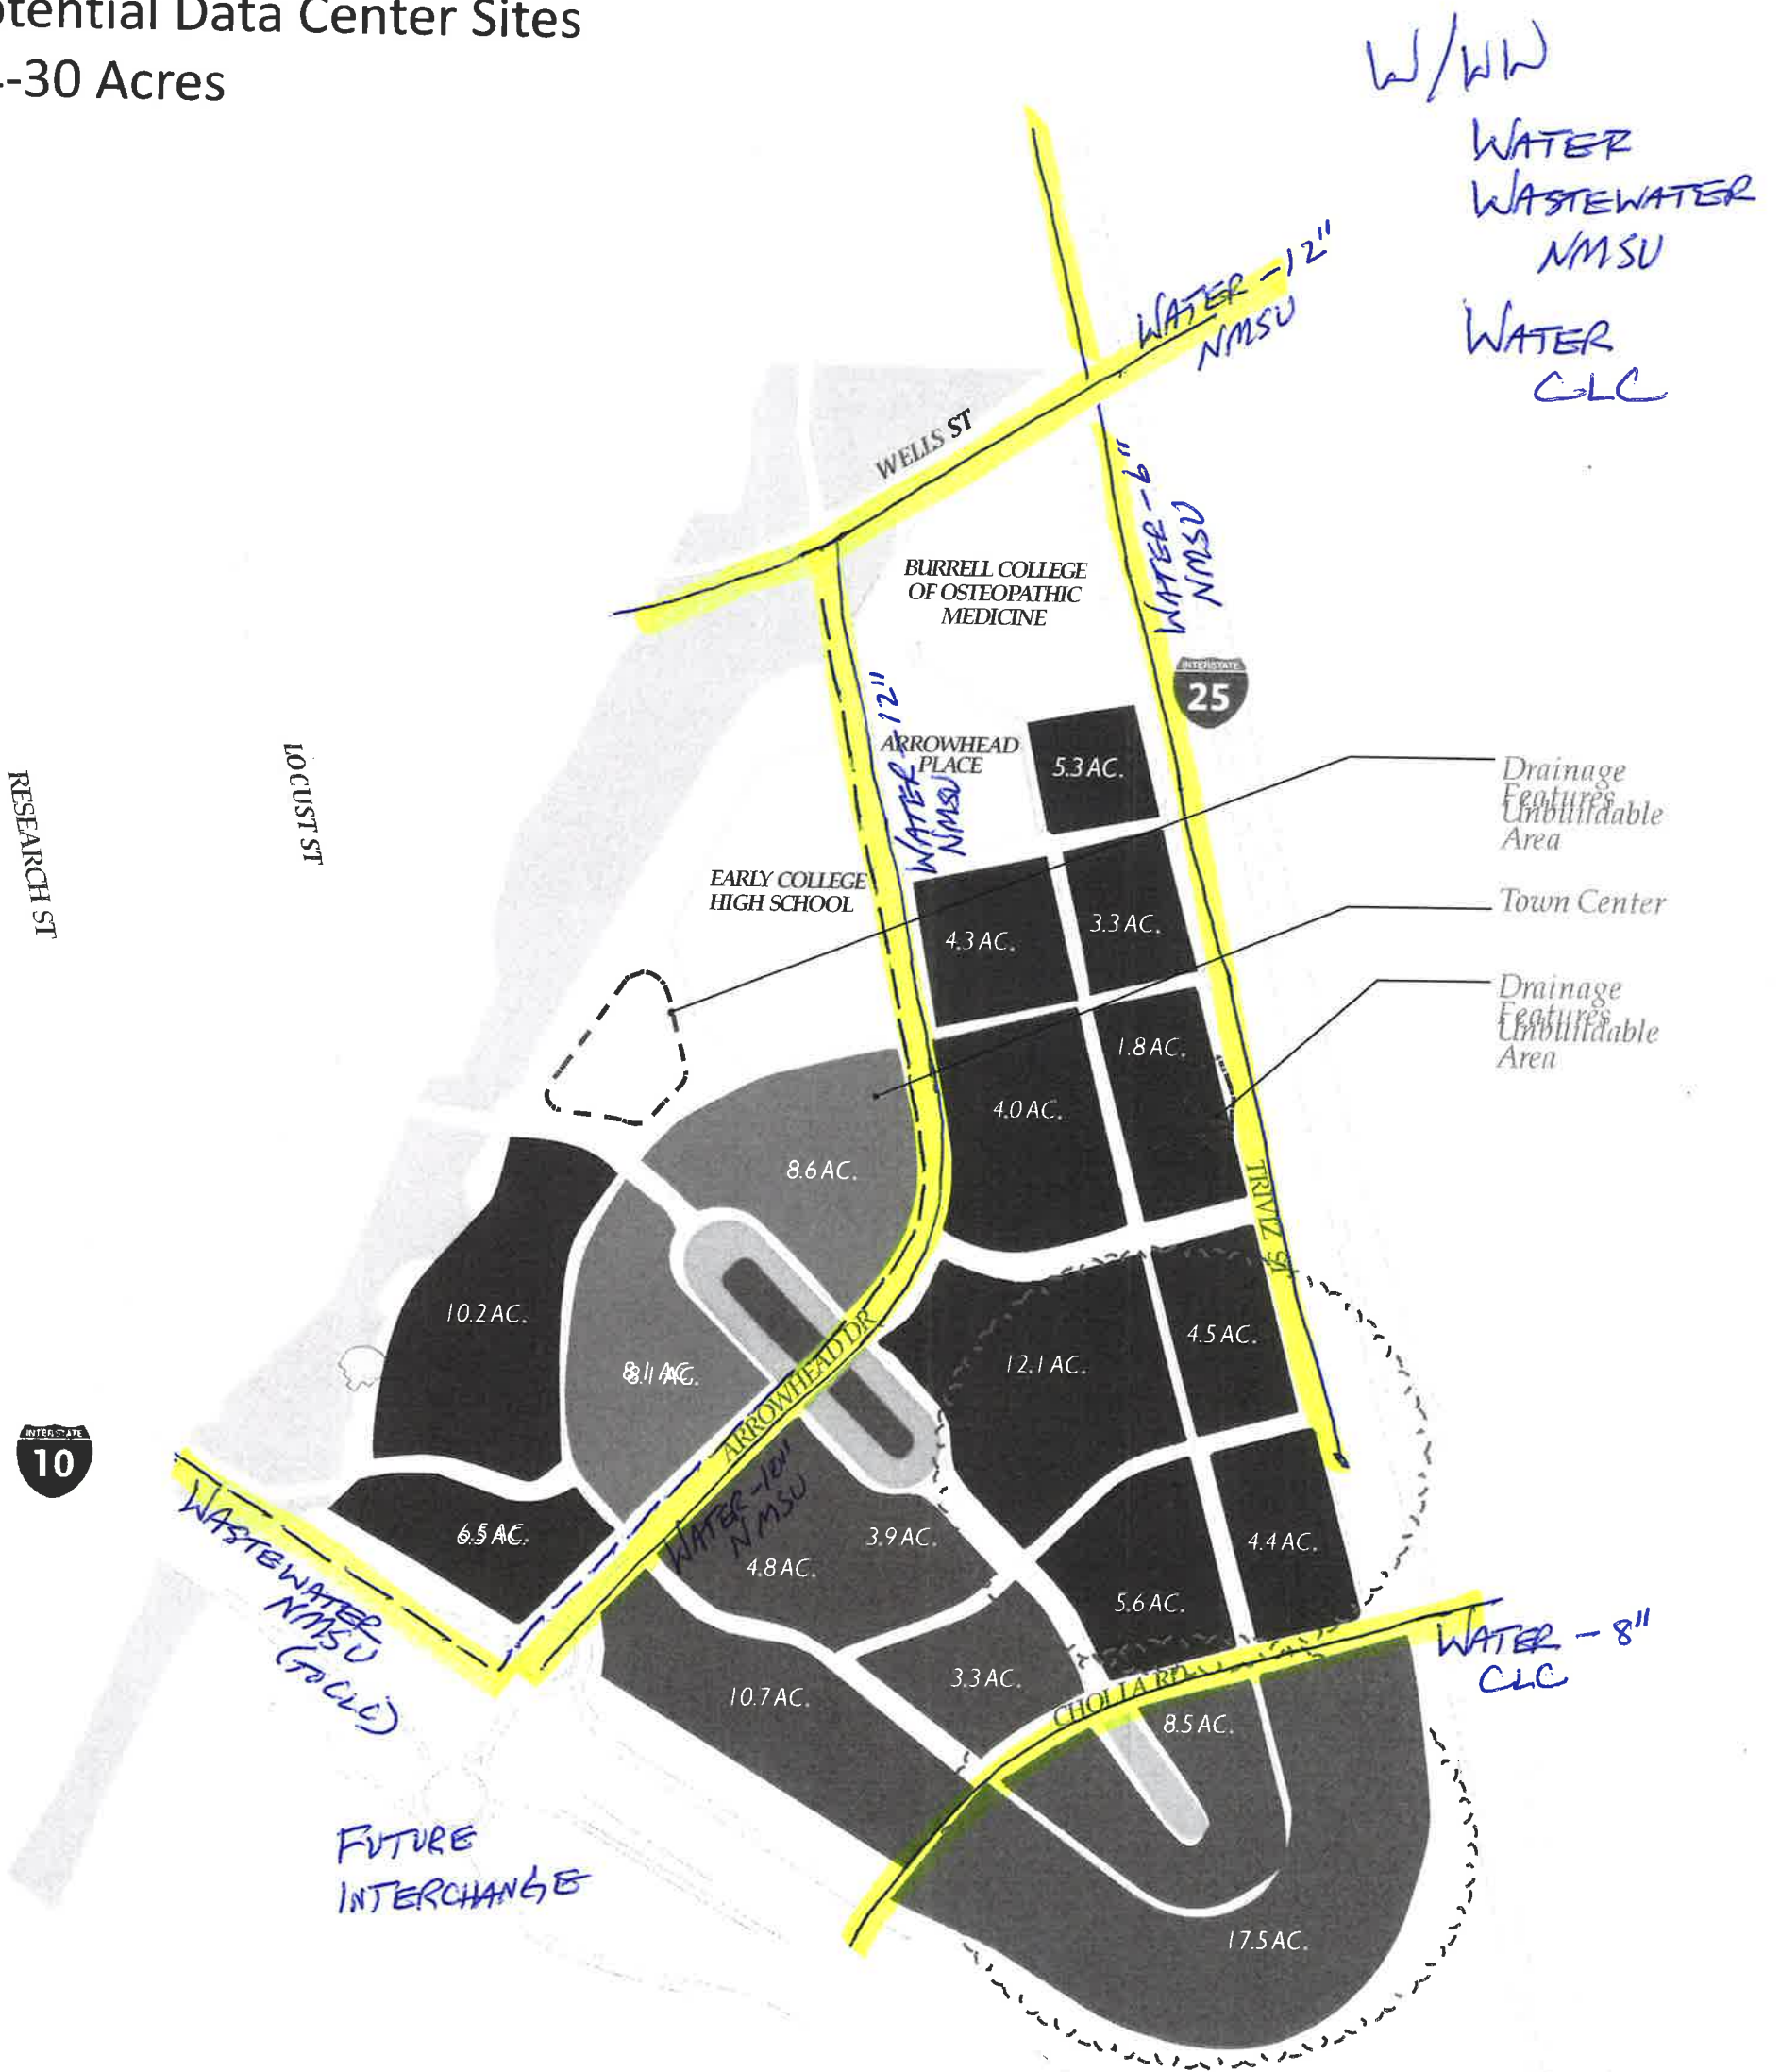 otential Data Center Sites
-30 Acres
W/WW
WATER
WASTEWATER
NMSU
WATER
CLC
WATER - 12"
NMSU
WELLS ST
WATER - 6"
NMSU
BURRELL COLLEGE
OF OSTEOPATHIC
MEDICINE
INTERSTATE
25
WATER - 12"
NMSU
ARROWHEAD
PLACE
5.3 AC.
LOCUST ST
RESEARCH ST
Drainage
Features
Unbuildable
Area
EARLY COLLEGE
HIGH SCHOOL
4.3 AC.
3.3 AC.
Town Center
Drainage
Features
Unbuildable
Area
1.8 AC.
4.0 AC.
8.6 AC.
TRIVIZ ST
10.2 AC.
8.1 AC.
ARROWHEAD DR
12.1 AC.
4.5 AC.
INTERSTATE
10
WASTEWATER
NMSU
(TO CLC)
6.5 AC.
WATER - 10"
NMSU
4.8 AC.
3.9 AC.
4.4 AC.
5.6 AC.
WATER - 8"
CLC
10.7 AC.
3.3 AC.
CHOLLA RD
8.5 AC.
FUTURE
INTERCHANGE
17.5 AC.